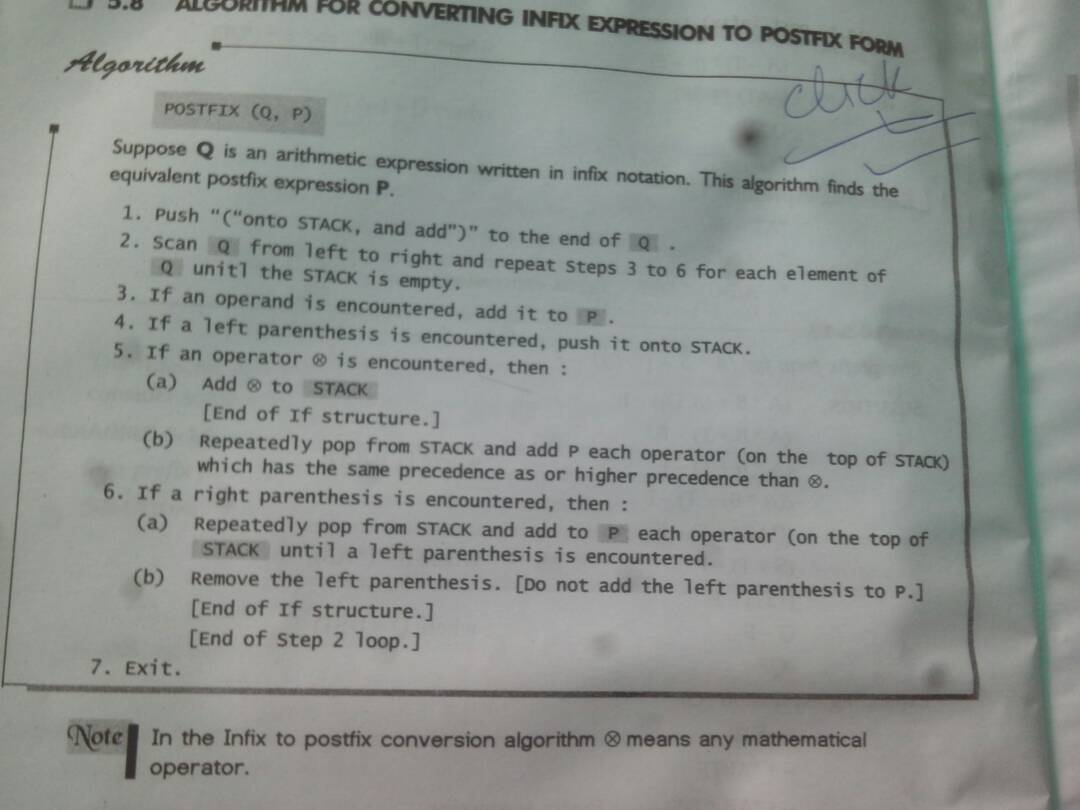 5.8 ALGORITHM FOR CONVERTING INFIX EXPRESSION TO POSTFIX FORM
Algorithm
click
POSTFIX (Q, P)
Suppose Q is an arithmetic expression written in infix notation. This algorithm finds the
equivalent postfix expression P.
1. Push "("onto STACK, and add")" to the end of Q .
2. Scan Q from left to right and repeat Steps 3 to 6 for each element of
Q unitl the STACK is empty.
3. If an operand is encountered, add it to P .
4. If a left parenthesis is encountered, push it onto STACK.
5. If an operator ⊗ is encountered, then :
(a) Add ⊗ to STACK
[End of If structure.]
(b) Repeatedly pop from STACK and add P each operator (on the top of STACK)
which has the same precedence as or higher precedence than ⊗.
6. If a right parenthesis is encountered, then :
(a) Repeatedly pop from STACK and add to P each operator (on the top of
STACK until a left parenthesis is encountered.
(b) Remove the left parenthesis. [Do not add the left parenthesis to P.]
[End of If structure.]
[End of Step 2 loop.]
7. Exit.
Note In the Infix to postfix conversion algorithm ⊗ means any mathematical
operator.